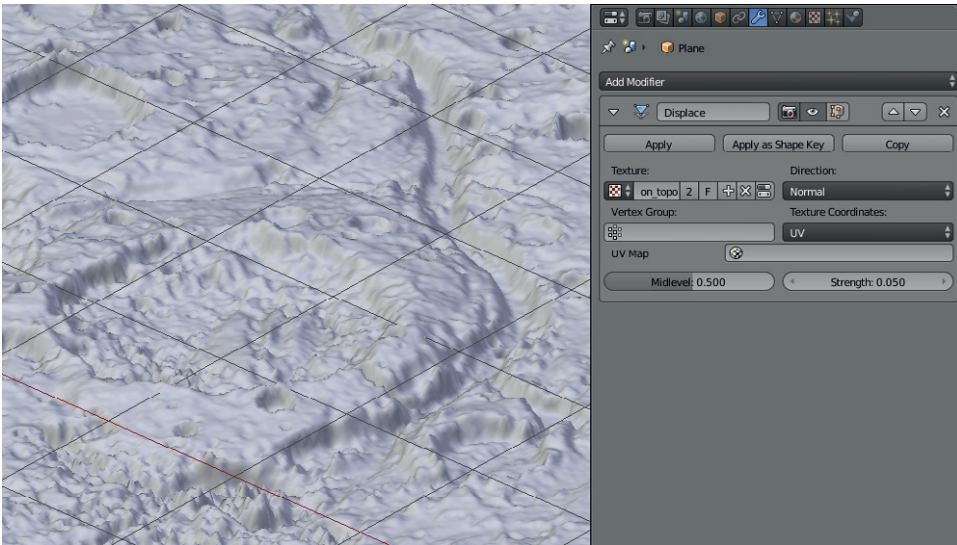 Plane
Add Modifier
Displace
Apply
Apply as Shape Key
Copy
Texture:
Direction:
on_topo
2
F
Normal
Vertex Group:
Texture Coordinates:
UV
UV Map
Midlevel: 0.500
Strength: 0.050